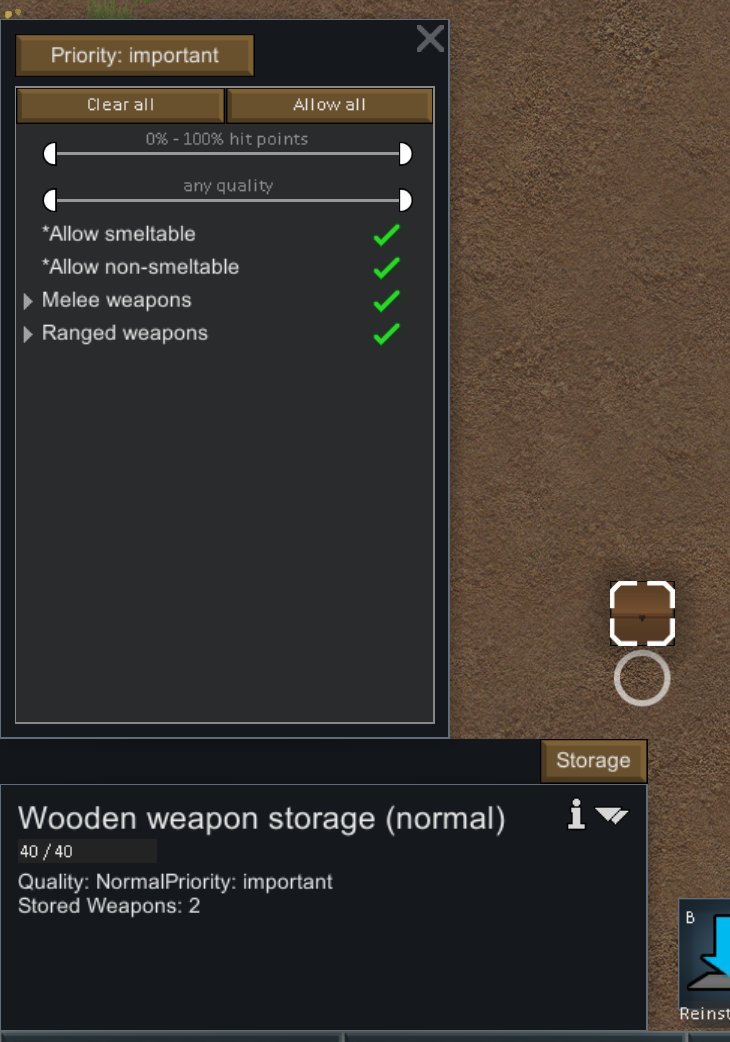 Priority: important
Clear all
Allow all
0% - 100% hit points
any quality
*Allow smeltable
*Allow non-smeltable
Melee weapons
Ranged weapons
Storage
Wooden weapon storage (normal)
40 / 40
Quality: NormalPriority: important
Stored Weapons: 2
B
Reinst